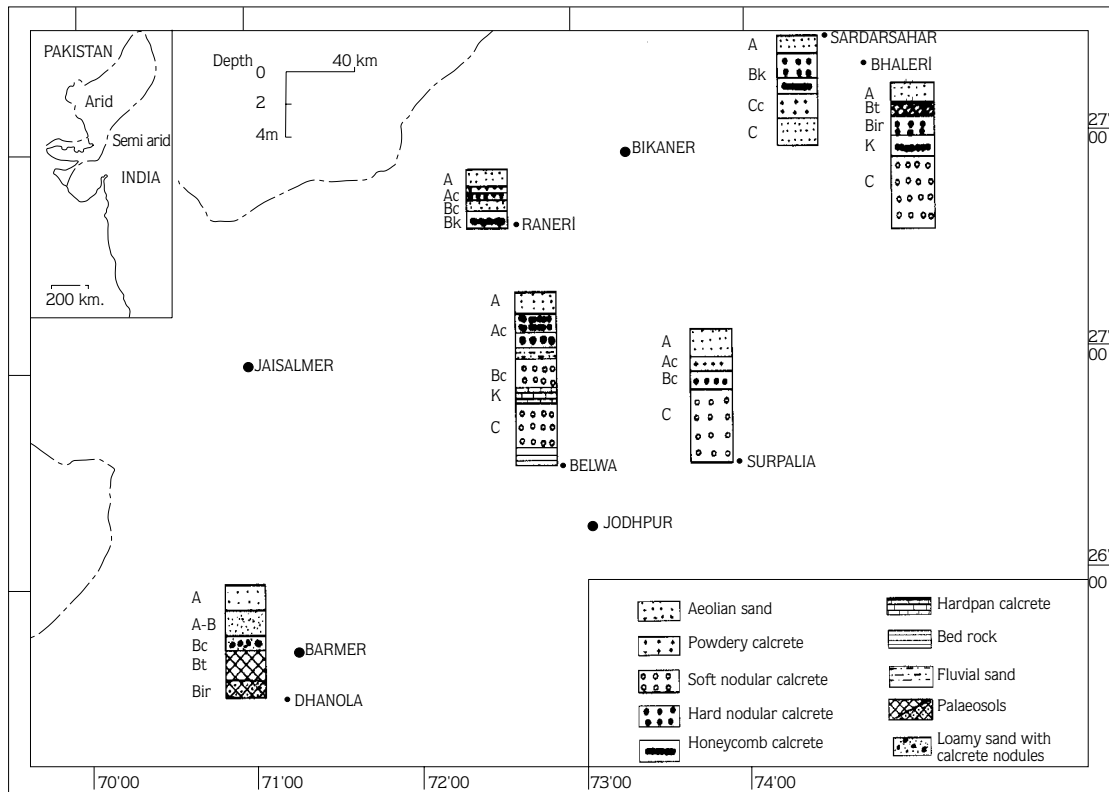 PAKISTAN
Arid
Semi arid
INDIA
200 km.
Depth
0
2
4m
40 km
A
Bk
Cc
C
SARDARSAHAR
BHALERİ
A
Bt
Bir
K
C
27'
00
BIKANER
A
Ac
Bc
Bk
RANERİ
A
Ac
Bc
K
C
BELWA
A
Ac
Bc
C
SURPALIA
27'
00
JAISALMER
JODHPUR
26'
00
A
A-B
Bc
Bt
Bir
BARMER
DHANOLA
Aeolian sand
Powdery calcrete
Soft nodular calcrete
Hard nodular calcrete
Honeycomb calcrete
Hardpan calcrete
Bed rock
Fluvial sand
Palaeosols
Loamy sand with
calcrete nodules
70'00
71'00
72'00
73'00
74'00